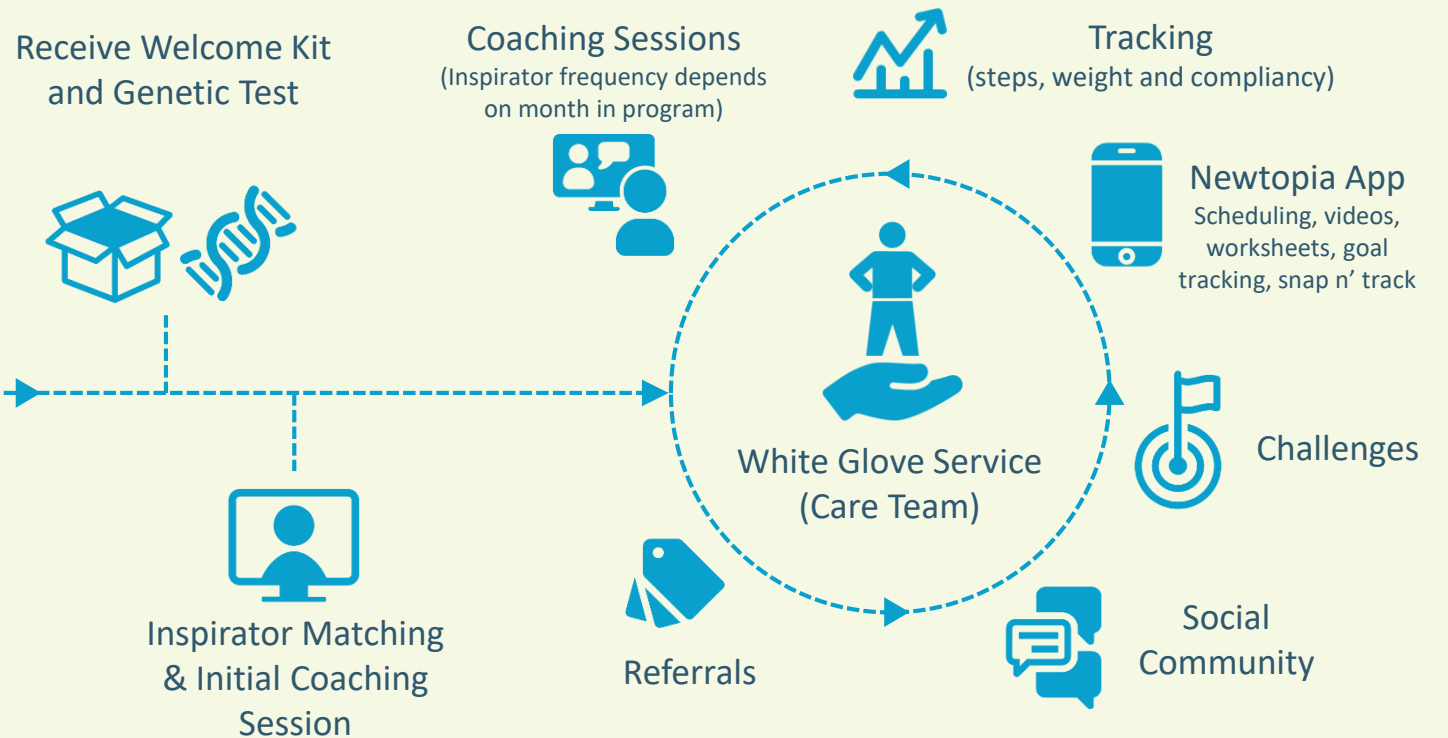 Receive Welcome Kit
and Genetic Test
Coaching Sessions
(Inspirator frequency depends
on month in program)
Tracking
(steps, weight and compliancy)
Newtopia App
Scheduling, videos,
worksheets, goal
tracking, snap n’ track
Challenges
White Glove Service
(Care Team)
Social
Community
Referrals
Inspirator Matching
& Initial Coaching
Session